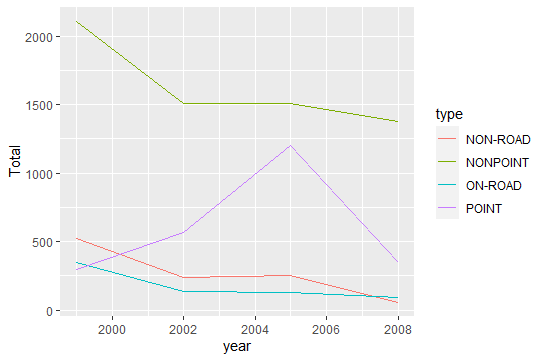 Total
2000
1500
1000
500
0
2000
2002
2004
2006
2008
year
type
NON-ROAD
NONPOINT
ON-ROAD
POINT